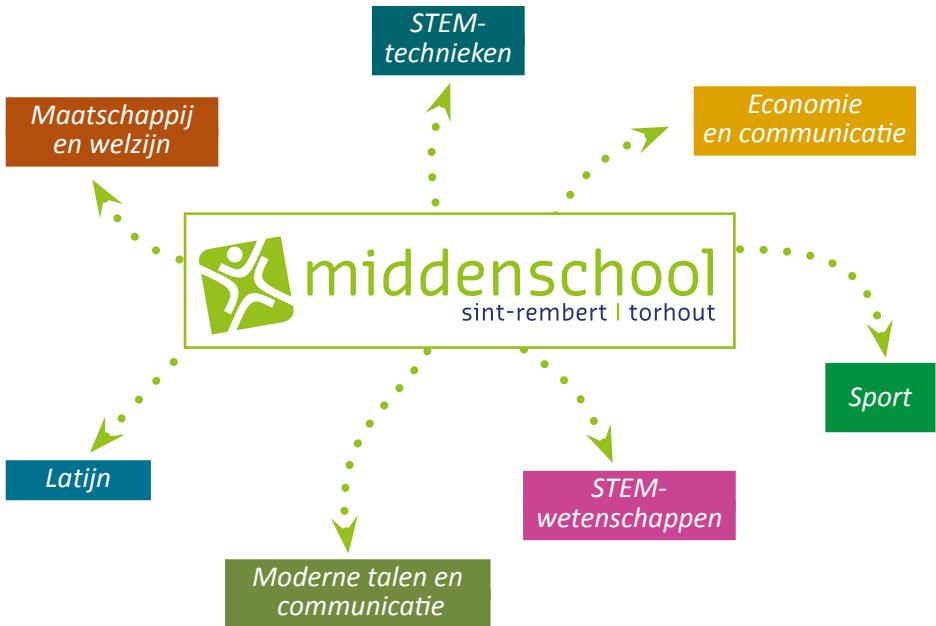 STEM-
technieken
Maatschappij
en welzijn
Economie
en communicatie
middenschool
sint-rembert | torhout
Sport
Latijn
STEM-
wetenschappen
Moderne talen en
communicatie